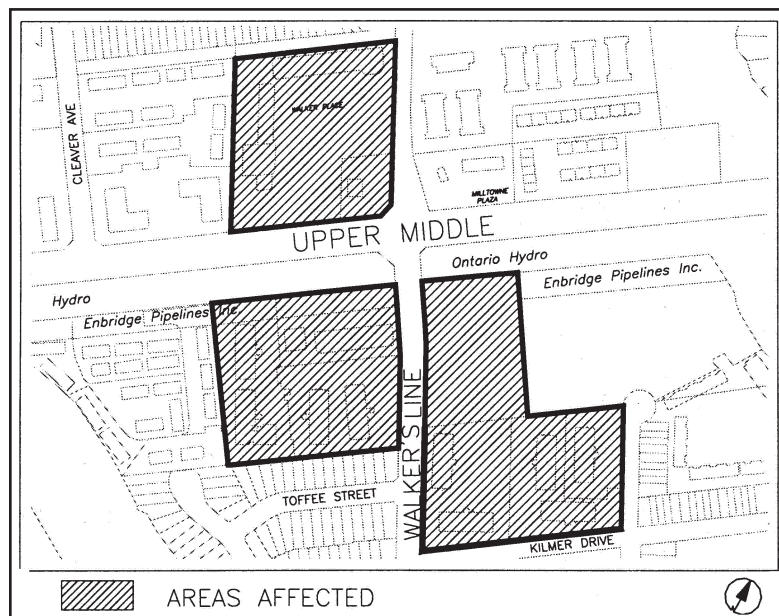 CLEAVER AVE
WALKER PLACE
MILLTOWNE
PLAZA
UPPER MIDDLE
Ontario Hydro
Enbridge Pipelines Inc.
Hydro
Enbridge Pipelines Inc.
WALKER'S LINE
TOFFEE STREET
KILMER DRIVE
AREAS AFFECTED